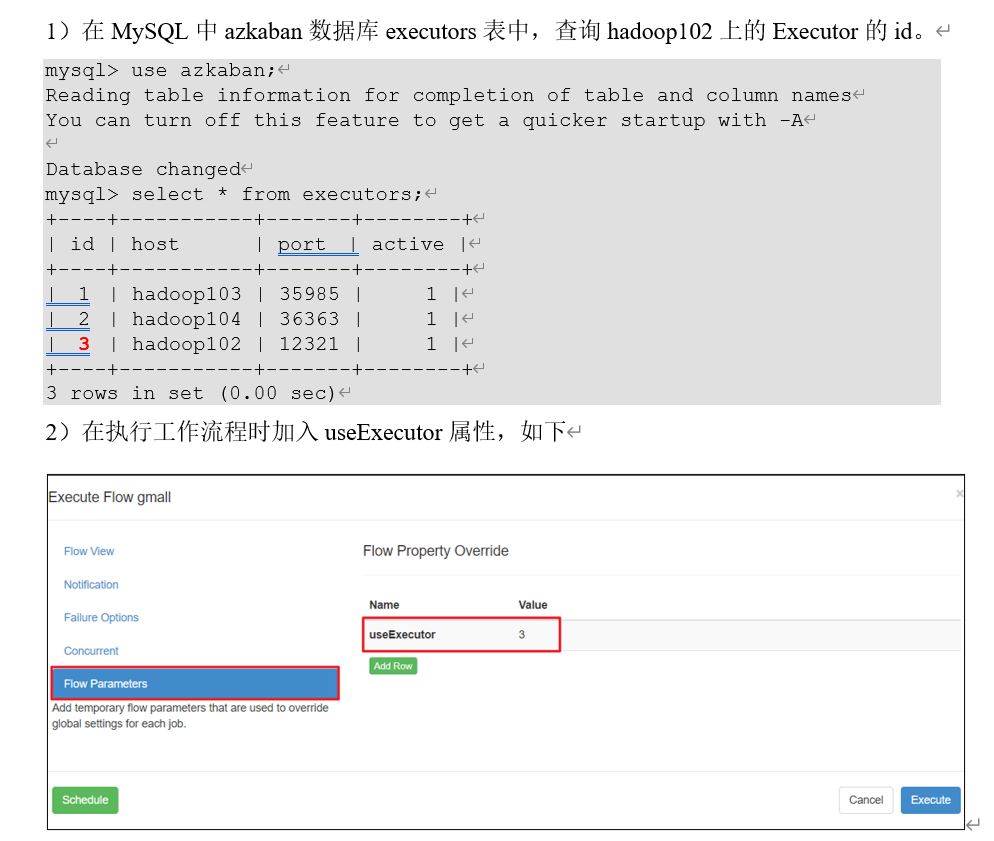 1）在 MySQL 中 azkaban 数据库 executors 表中，查询 hadoop102 上的 Executor 的 id。↵
mysql> use azkaban;↵
Reading table information for completion of table and column names↵
You can turn off this feature to get a quicker startup with -A↵
↵
Database changed↵
mysql> select * from executors;↵
+----+-----------+-------+--------+↵
| id | host      | port  | active |↵
+----+-----------+-------+--------+↵
|  1 | hadoop103 | 35985 |      1 |↵
|  2 | hadoop104 | 36363 |      1 |↵
|  3 | hadoop102 | 12321 |      1 |↵
+----+-----------+-------+--------+↵
3 rows in set (0.00 sec)↵
2）在执行工作流程时加入 useExecutor 属性，如下↵
Execute Flow gmall ×
Flow View
Notification
Failure Options
Concurrent
Flow Parameters
Add temporary flow parameters that are used to override
global settings for each job.
Flow Property Override
Name Value
useExecutor 3
Add Row
Schedule
Cancel Execute
↵